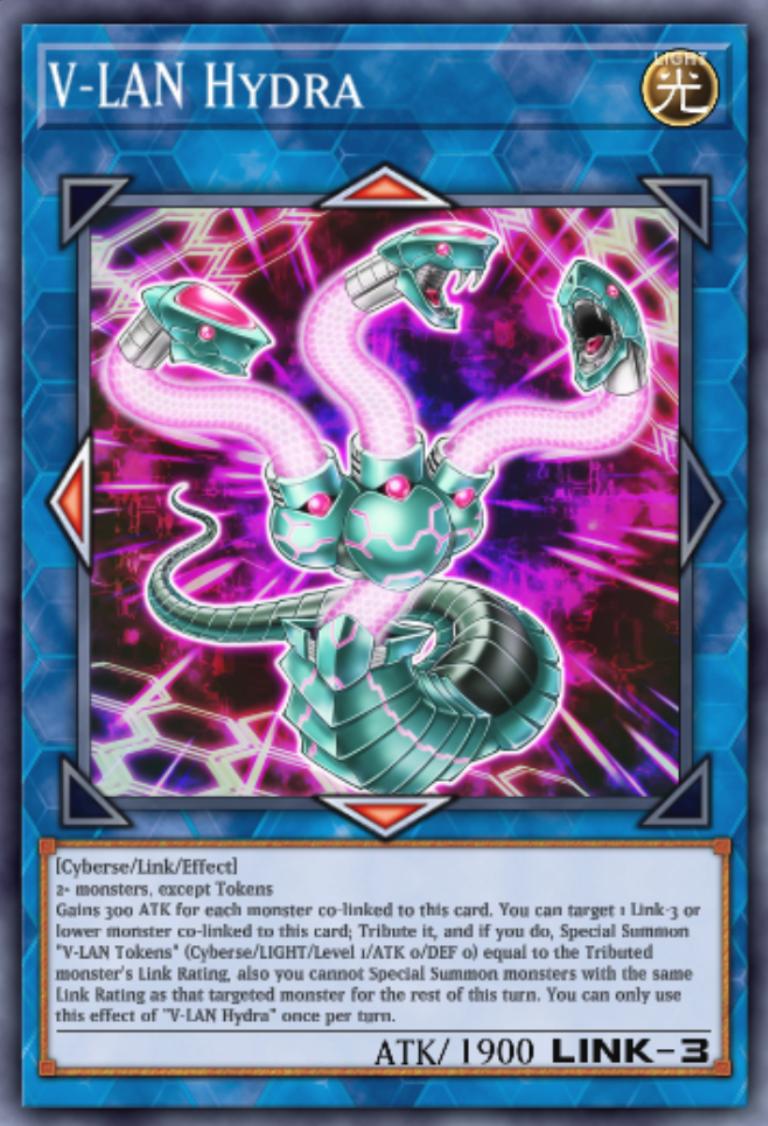 V-LAN HYDRA
LIGHT
光
[Cyberse/Link/Effect]
2+ monsters, except Tokens
Gains 300 ATK for each monster co-linked to this card. You can target 1 Link-3 or
lower monster co-linked to this card; Tribute it, and if you do, Special Summon
"V-LAN Tokens" (Cyberse/LIGHT/Level 1/ATK 0/DEF 0) equal to the Tributed
monster's Link Rating, also you cannot Special Summon monsters with the same
Link Rating as that targeted monster for the rest of this turn. You can only use
this effect of "V-LAN Hydra" once per turn.
ATK/ 1900 LINK-3